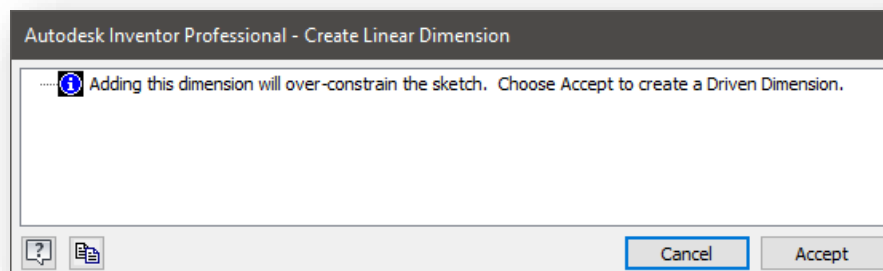 Autodesk Inventor Professional - Create Linear Dimension
Adding this dimension will over-constrain the sketch.  Choose Accept to create a Driven Dimension.
Cancel Accept